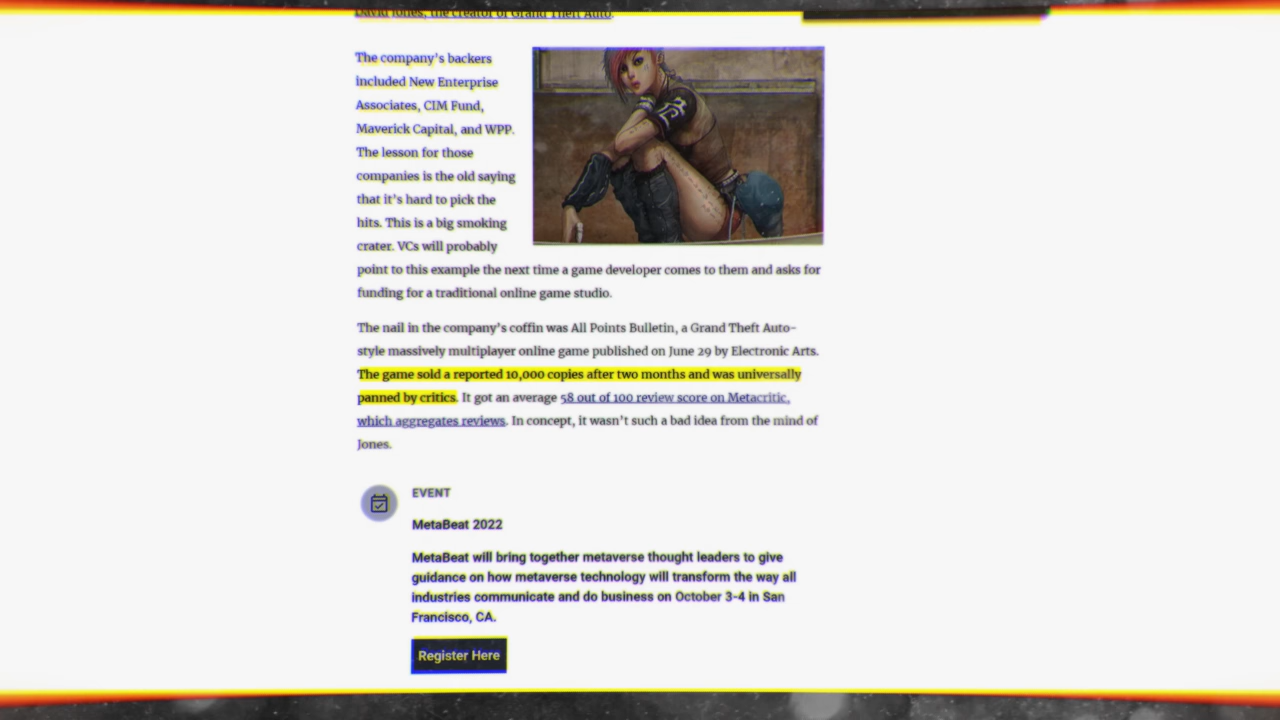 David Jones, the creator of Grand Theft Auto.
The company's backers
included New Enterprise
Associates, CIM Fund,
Maverick Capital, and WPP.
The lesson for those
companies is the old saying
that it's hard to pick the
hits. This is a big smoking
crater. VCs will probably
point to this example the next time a game developer comes to them and asks for
funding for a traditional online game studio.
The nail in the company's coffin was All Points Bulletin, a Grand Theft Auto-
style massively multiplayer online game published on June 29 by Electronic Arts.
The game sold a reported 10,000 copies after two months and was universally
panned by critics. It got an average 58 out of 100 review score on Metacritic,
which aggregates reviews. In concept, it wasn't such a bad idea from the mind of
Jones.
EVENT
MetaBeat 2022
MetaBeat will bring together metaverse thought leaders to give
guidance on how metaverse technology will transform the way all
industries communicate and do business on October 3-4 in San
Francisco, CA.
Register Here